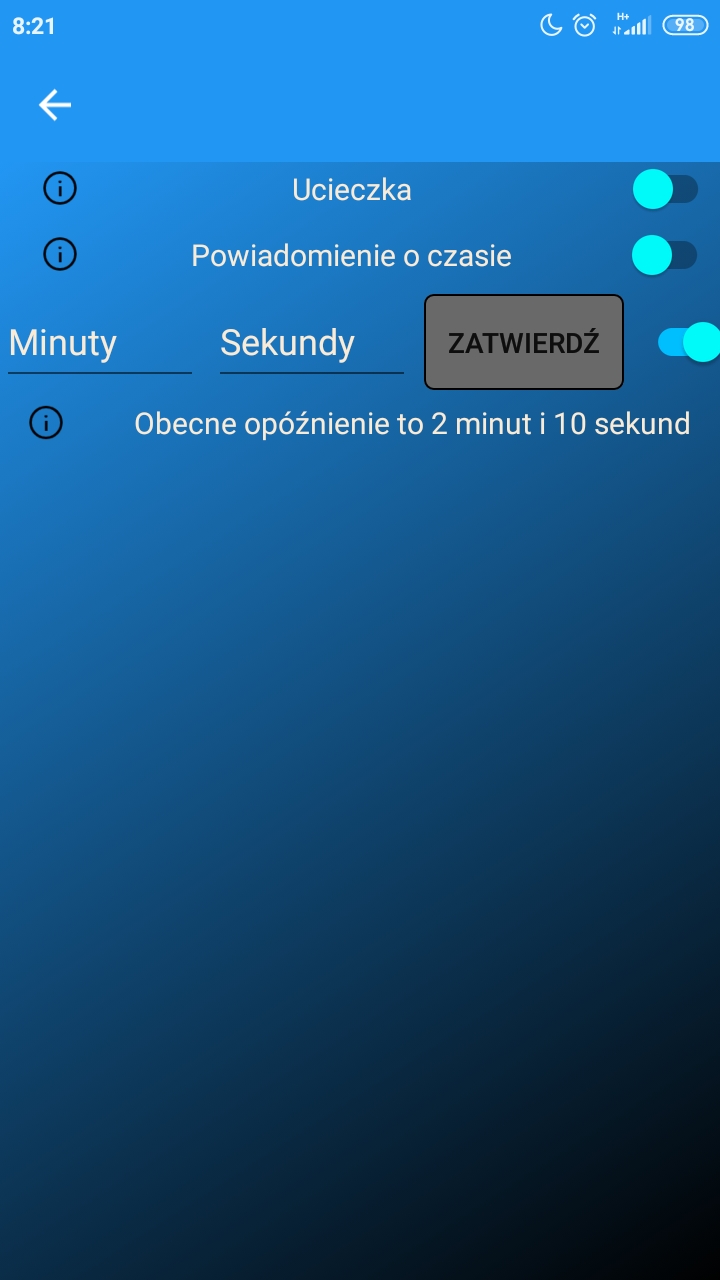 8:21
H+
98
Ucieczka
Powiadomienie o czasie
Minuty Sekundy ZATWIERDŹ
Obecne opóźnienie to 2 minut i 10 sekund